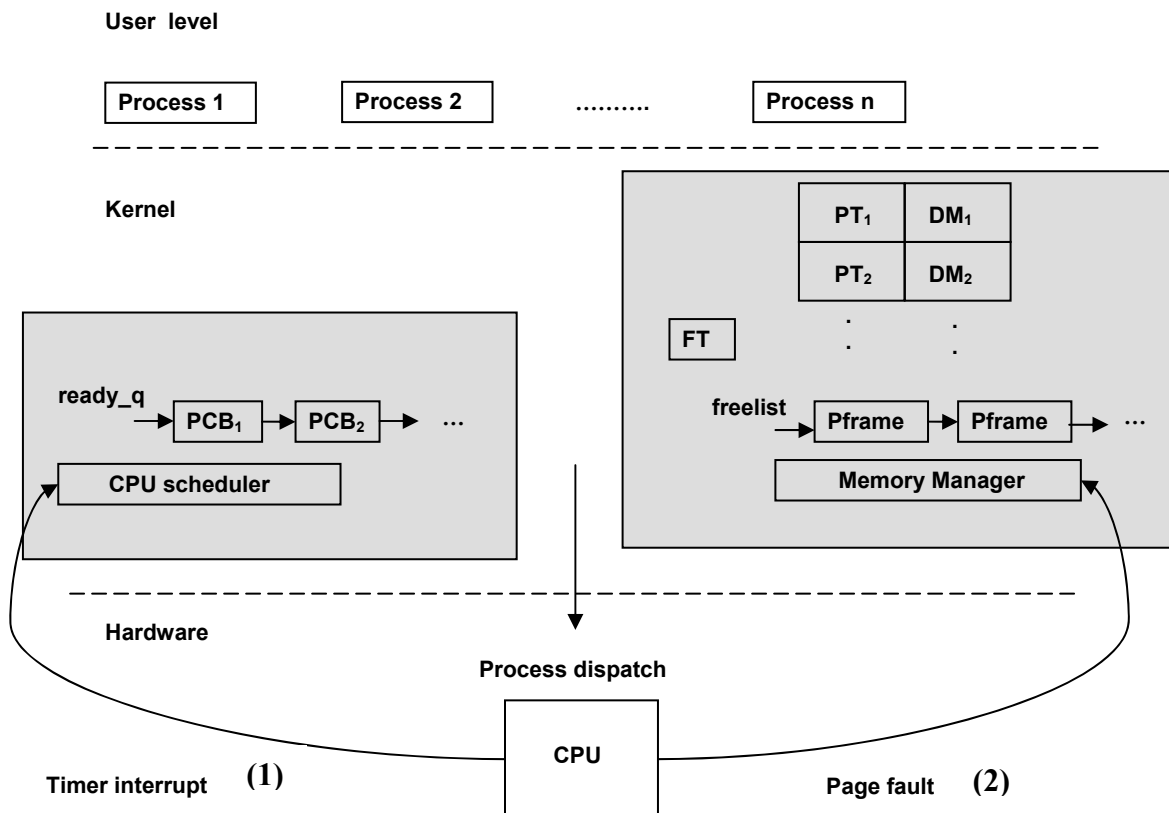 User level
Process 1 Process 2 .......... Process n
Kernel
PT₁ DM₁
PT₂ DM₂
FT
. .
. .
ready_q PCB₁ PCB₂ ...
freelist Pframe Pframe ...
CPU scheduler
Memory Manager
Hardware
Process dispatch
CPU
Timer interrupt (1)
Page fault (2)